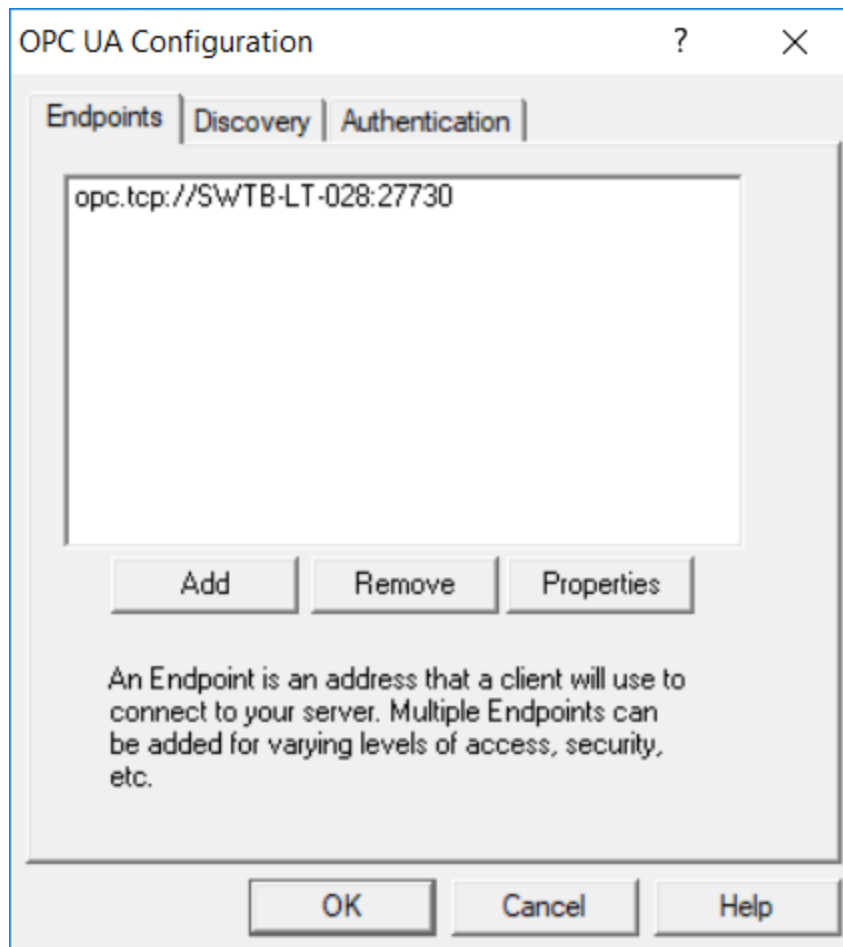 OPC UA Configuration
?
Endpoints
Discovery
Authentication
opc.tcp://SWTB-LT-028:27730
Add
Remove
Properties
An Endpoint is an address that a client will use to
connect to your server. Multiple Endpoints can
be added for varying levels of access, security,
etc.
OK
Cancel
Help